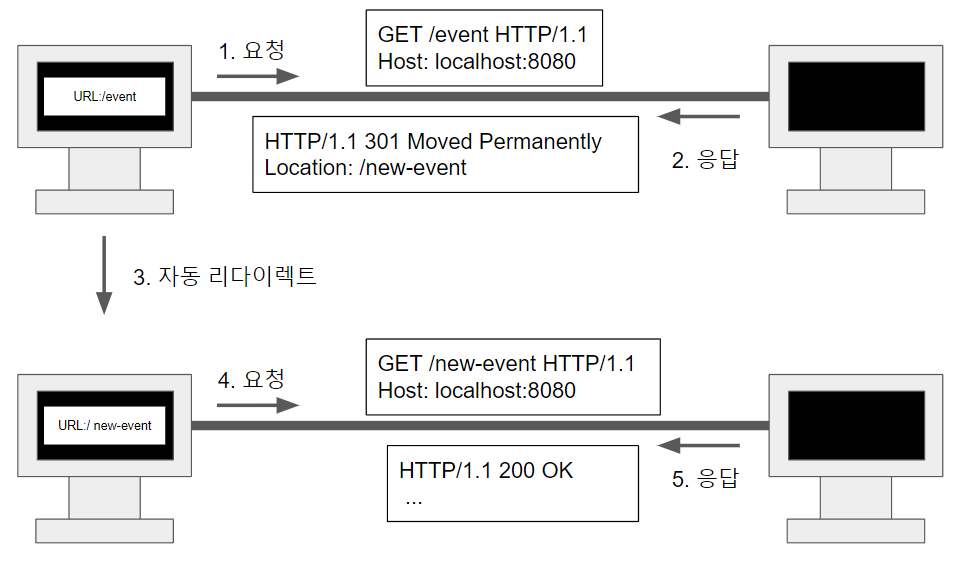 1. 요청
GET /event HTTP/1.1
Host: localhost:8080
URL:/event
HTTP/1.1 301 Moved Permanently
Location: /new-event
2. 응답
3. 자동 리다이렉트
4. 요청
GET /new-event HTTP/1.1
Host: localhost:8080
URL:/ new-event
HTTP/1.1 200 OK
...
5. 응답